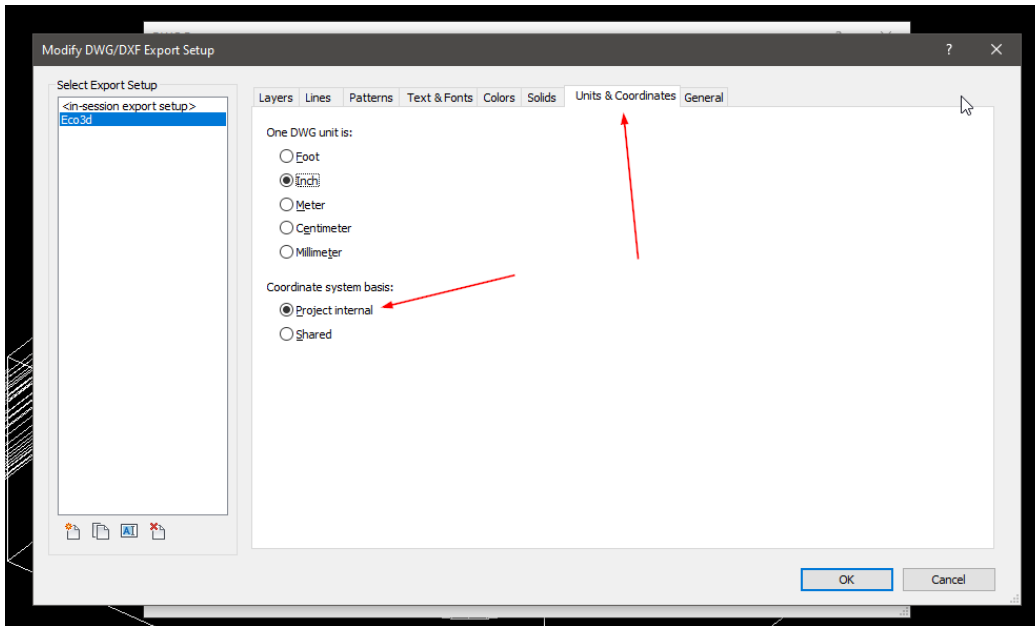 Modify DWG/DXF Export Setup
Select Export Setup
<in-session export setup>
Eco3d
Layers Lines Patterns Text & Fonts Colors Solids Units & Coordinates General
One DWG unit is:
Foot
Inch
Meter
Centimeter
Millimeter
Coordinate system basis:
Project internal
Shared
OK Cancel